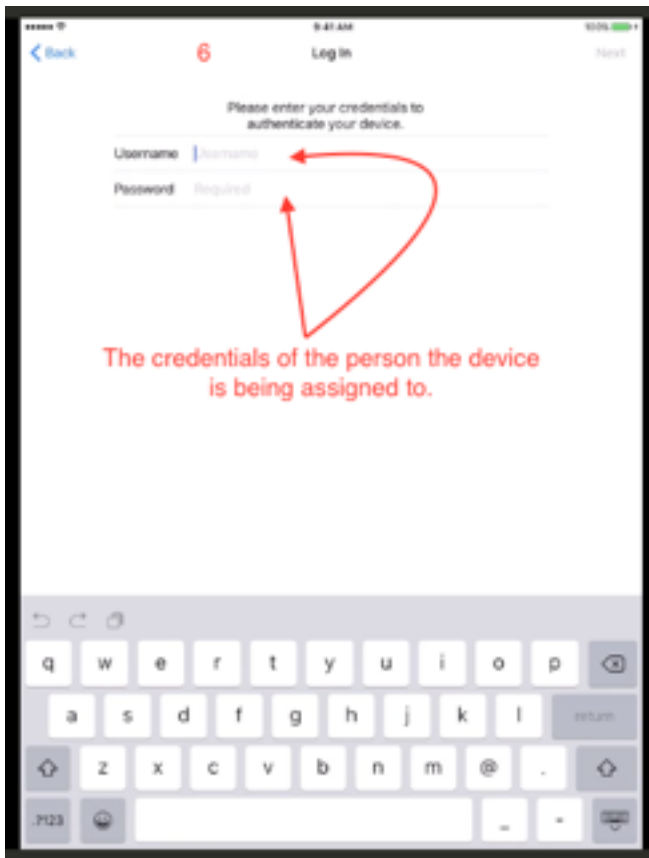 9:41 AM
100%
Back
6
Log In
Next
Please enter your credentials to
authenticate your device.
Username Username
Password Required
The credentials of the person the device
is being assigned to.
q w e r t y u i o p
a s d f g h j k l return
z x c v b n m @ .
.?123 _ -